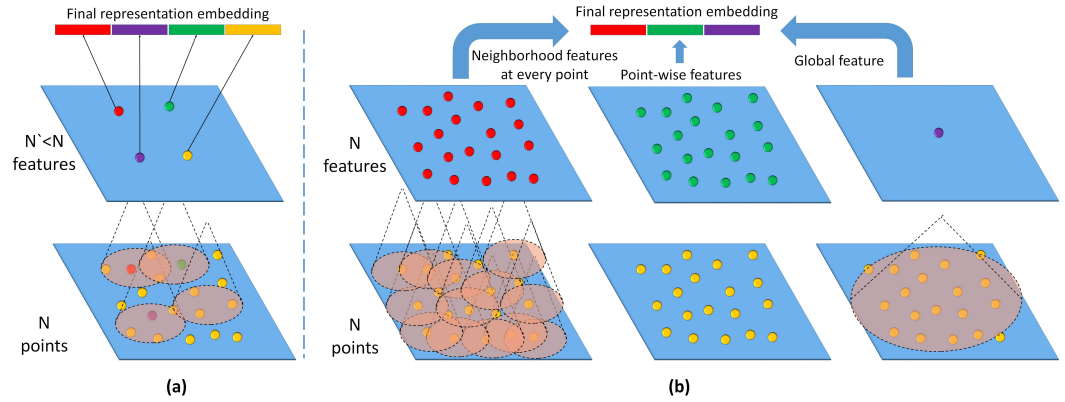 Final representation embedding
N`<N
features
N
points
(a)
Final representation embedding
Neighborhood features
at every point
Point-wise features
Global feature
N
features
N
points
(b)